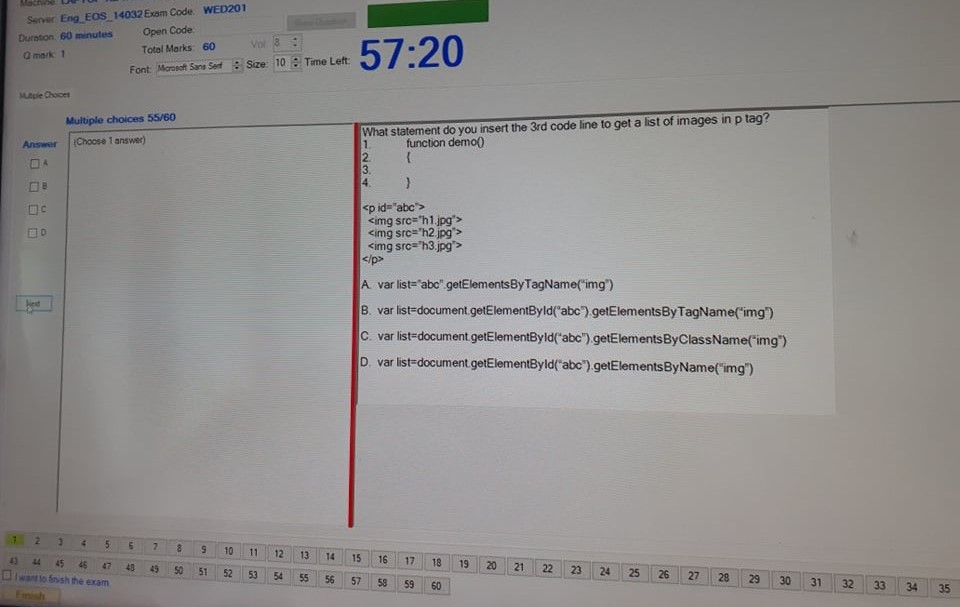 Machine
Server: Eng_EOS_14032 Exam Code: WED201
Duration: 60 minutes Open Code:
Q mark: 1 Total Marks: 60 Vol: 8
Font: Microsoft Sans Serif Size: 10 Time Left: 57:20
Multiple Choices
Multiple choices 55/60
Answer (Choose 1 answer)
A
B
C
D
Next
What statement do you insert the 3rd code line to get a list of images in p tag?
1. function demo()
2. {
3.
4. }
<p id="abc">
<img src="h1.jpg">
<img src="h2.jpg">
<img src="h3.jpg">
</p>
A. var list="abc".getElementsByTagName("img")
B. var list=document.getElementById("abc").getElementsByTagName("img")
C. var list=document.getElementById("abc").getElementsByClassName("img")
D. var list=document.getElementById("abc").getElementsByName("img")
1 2 3 4 5 6 7 8 9 10 11 12 13 14 15 16 17 18 19 20 21 22 23 24 25 26 27 28 29 30 31 32 33 34 35
43 44 45 46 47 48 49 50 51 52 53 54 55 56 57 58 59 60
I want to finish the exam
Finish